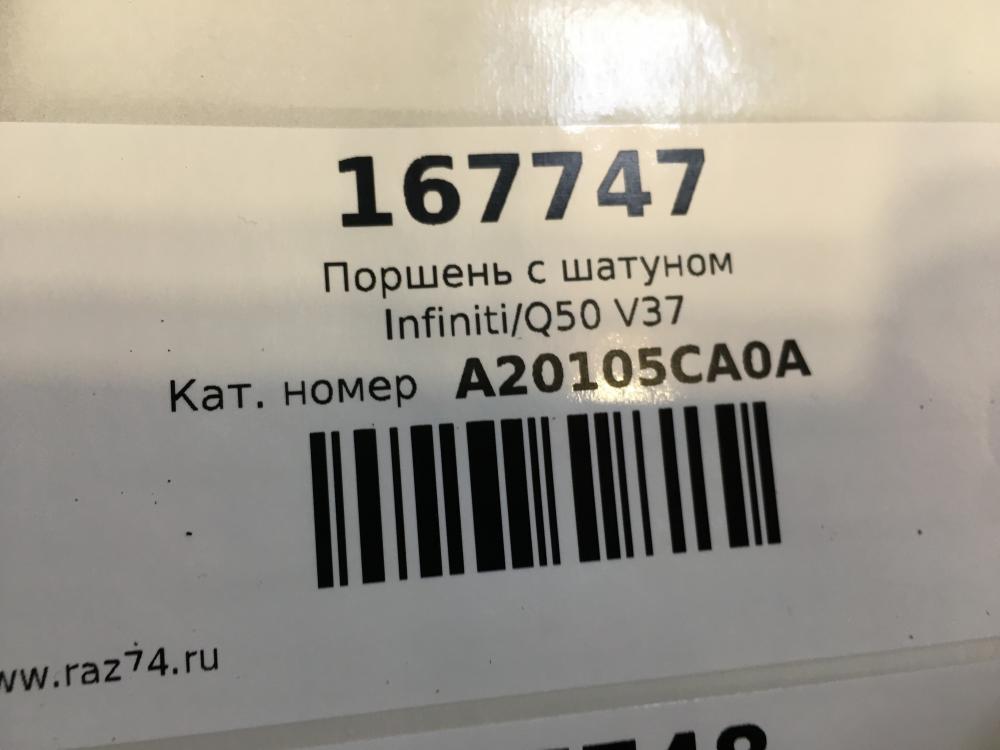 167747
Поршень с шатуном
Infiniti/Q50 V37
Кат. номер A20105CA0A
www.raz74.ru